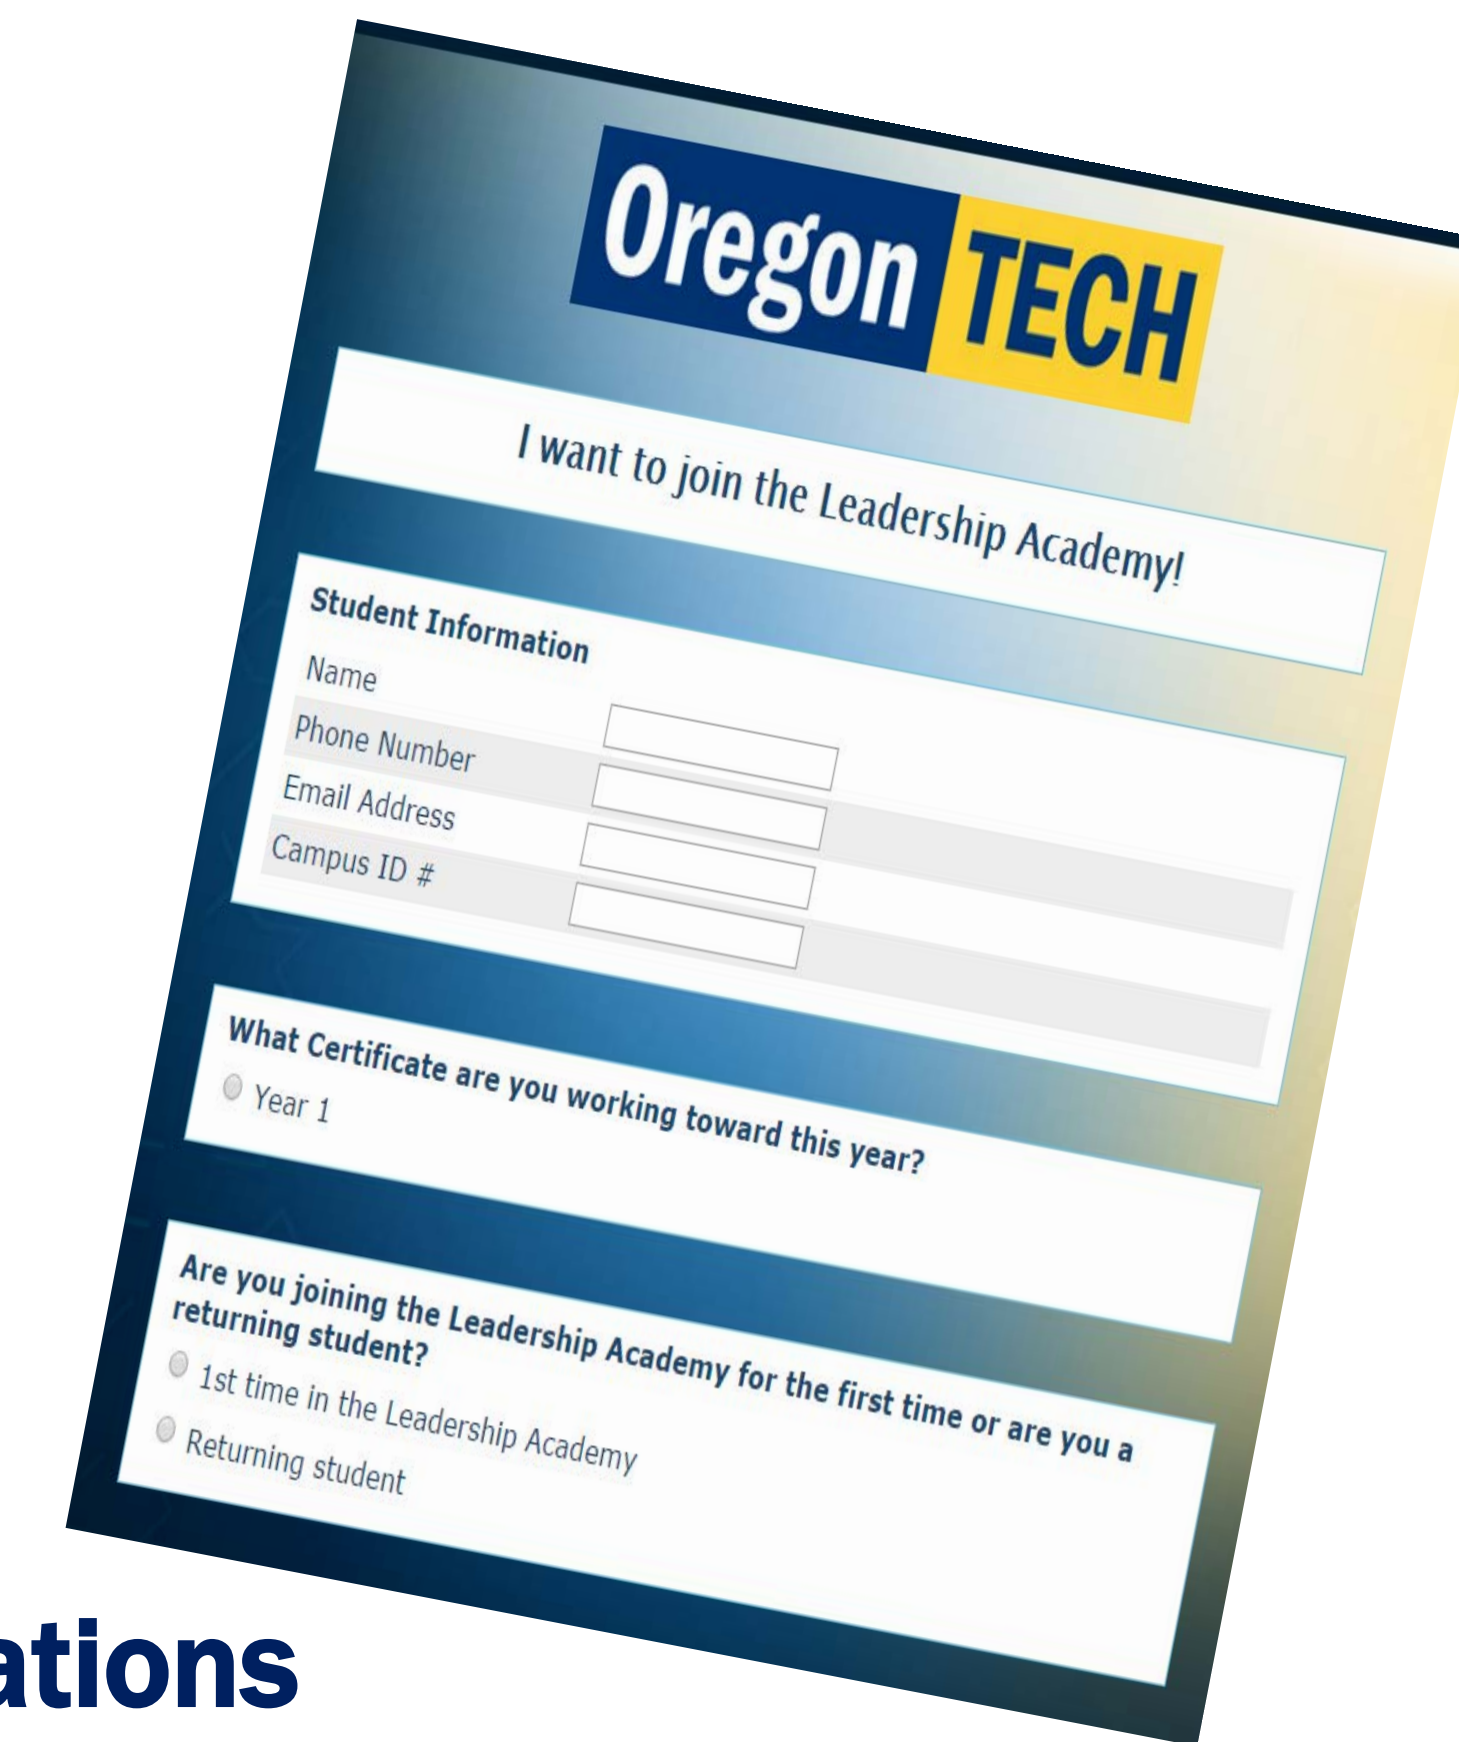 Oregon TECH
I want to join the Leadership Academy!
Student Information
Name
Phone Number
Email Address
Campus ID #
What Certificate are you working toward this year?
Year 1
Are you joining the Leadership Academy for the first time or are you a
returning student?
1st time in the Leadership Academy
Returning student
ations